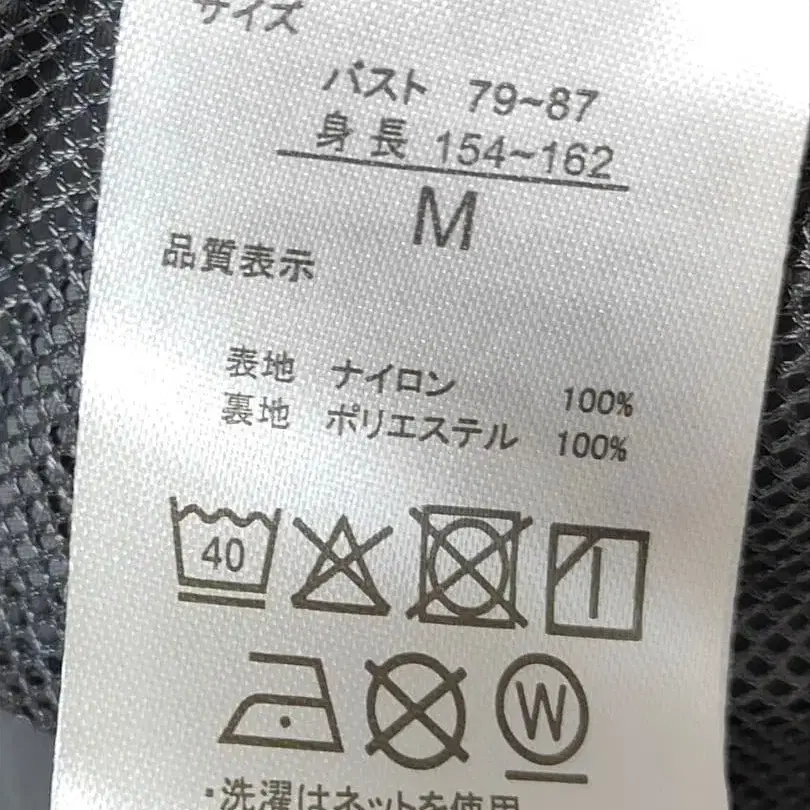 サイズ
バスト 79~87
身長 154~162
M
品質表示
表地 ナイロン 100%
裏地 ポリエステル 100%
40
W
・洗濯はネットを使用